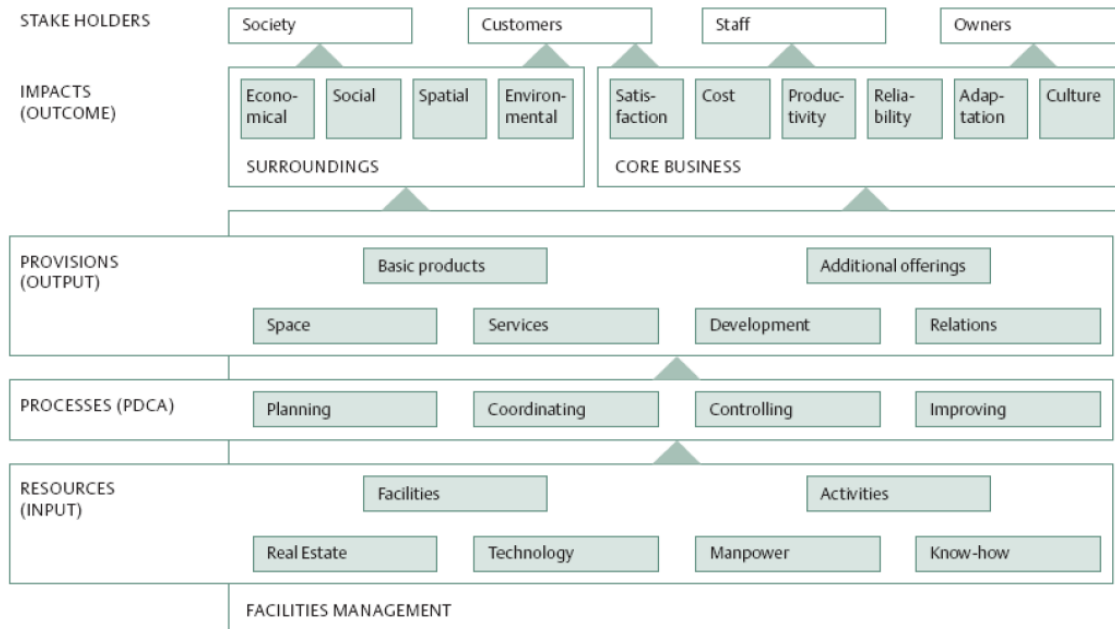 STAKE HOLDERS
Society
Customers
Staff
Owners
IMPACTS
(OUTCOME)
Econo-
mical
Social
Spatial
Environ-
mental
Satis-
faction
Cost
Produc-
tivity
Relia-
bility
Adap-
tation
Culture
SURROUNDINGS
CORE BUSINESS
PROVISIONS
(OUTPUT)
Basic products
Additional offerings
Space
Services
Development
Relations
PROCESSES (PDCA)
Planning
Coordinating
Controlling
Improving
RESOURCES
(INPUT)
Facilities
Activities
Real Estate
Technology
Manpower
Know-how
FACILITIES MANAGEMENT